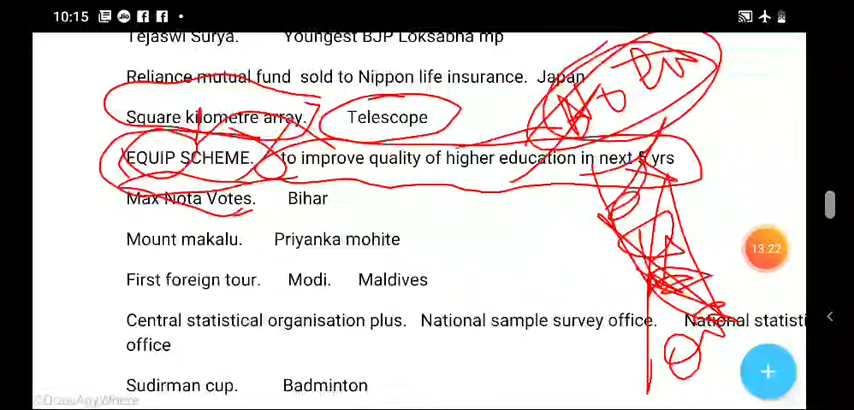 10:15
Tejaswi Surya. Youngest BJP Loksabha mp
Reliance mutual fund sold to Nippon life insurance. Japan
Square kilometre array. Telescope
EQUIP SCHEME. to improve quality of higher education in next 5 yrs
Max Nota Votes. Bihar
Mount makalu. Priyanka mohite
13:22
First foreign tour. Modi. Maldives
Central statistical organisation plus. National sample survey office. National statisti
office
Sudirman cup. Badminton
©DrawAnyWhere